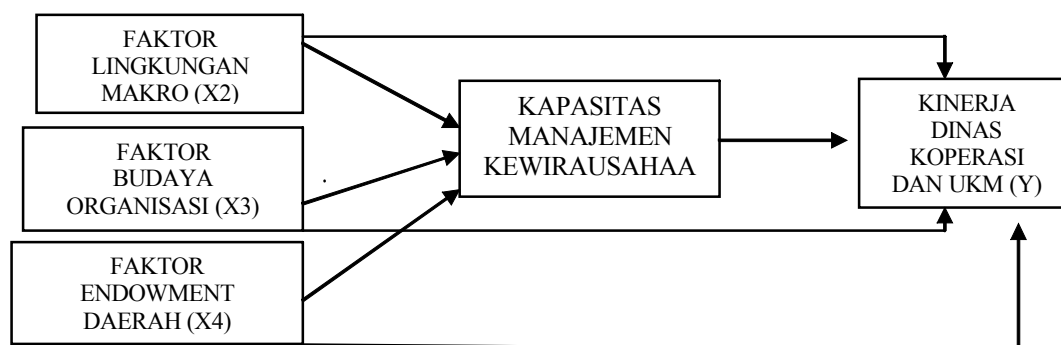 FAKTOR
LINGKUNGAN
MAKRO (X2)
FAKTOR
BUDAYA
ORGANISASI (X3)
FAKTOR
ENDOWMENT
DAERAH (X4)
KAPASITAS
MANAJEMEN
KEWIRAUSAHAA
KINERJA
DINAS
KOPERASI
DAN UKM (Y)